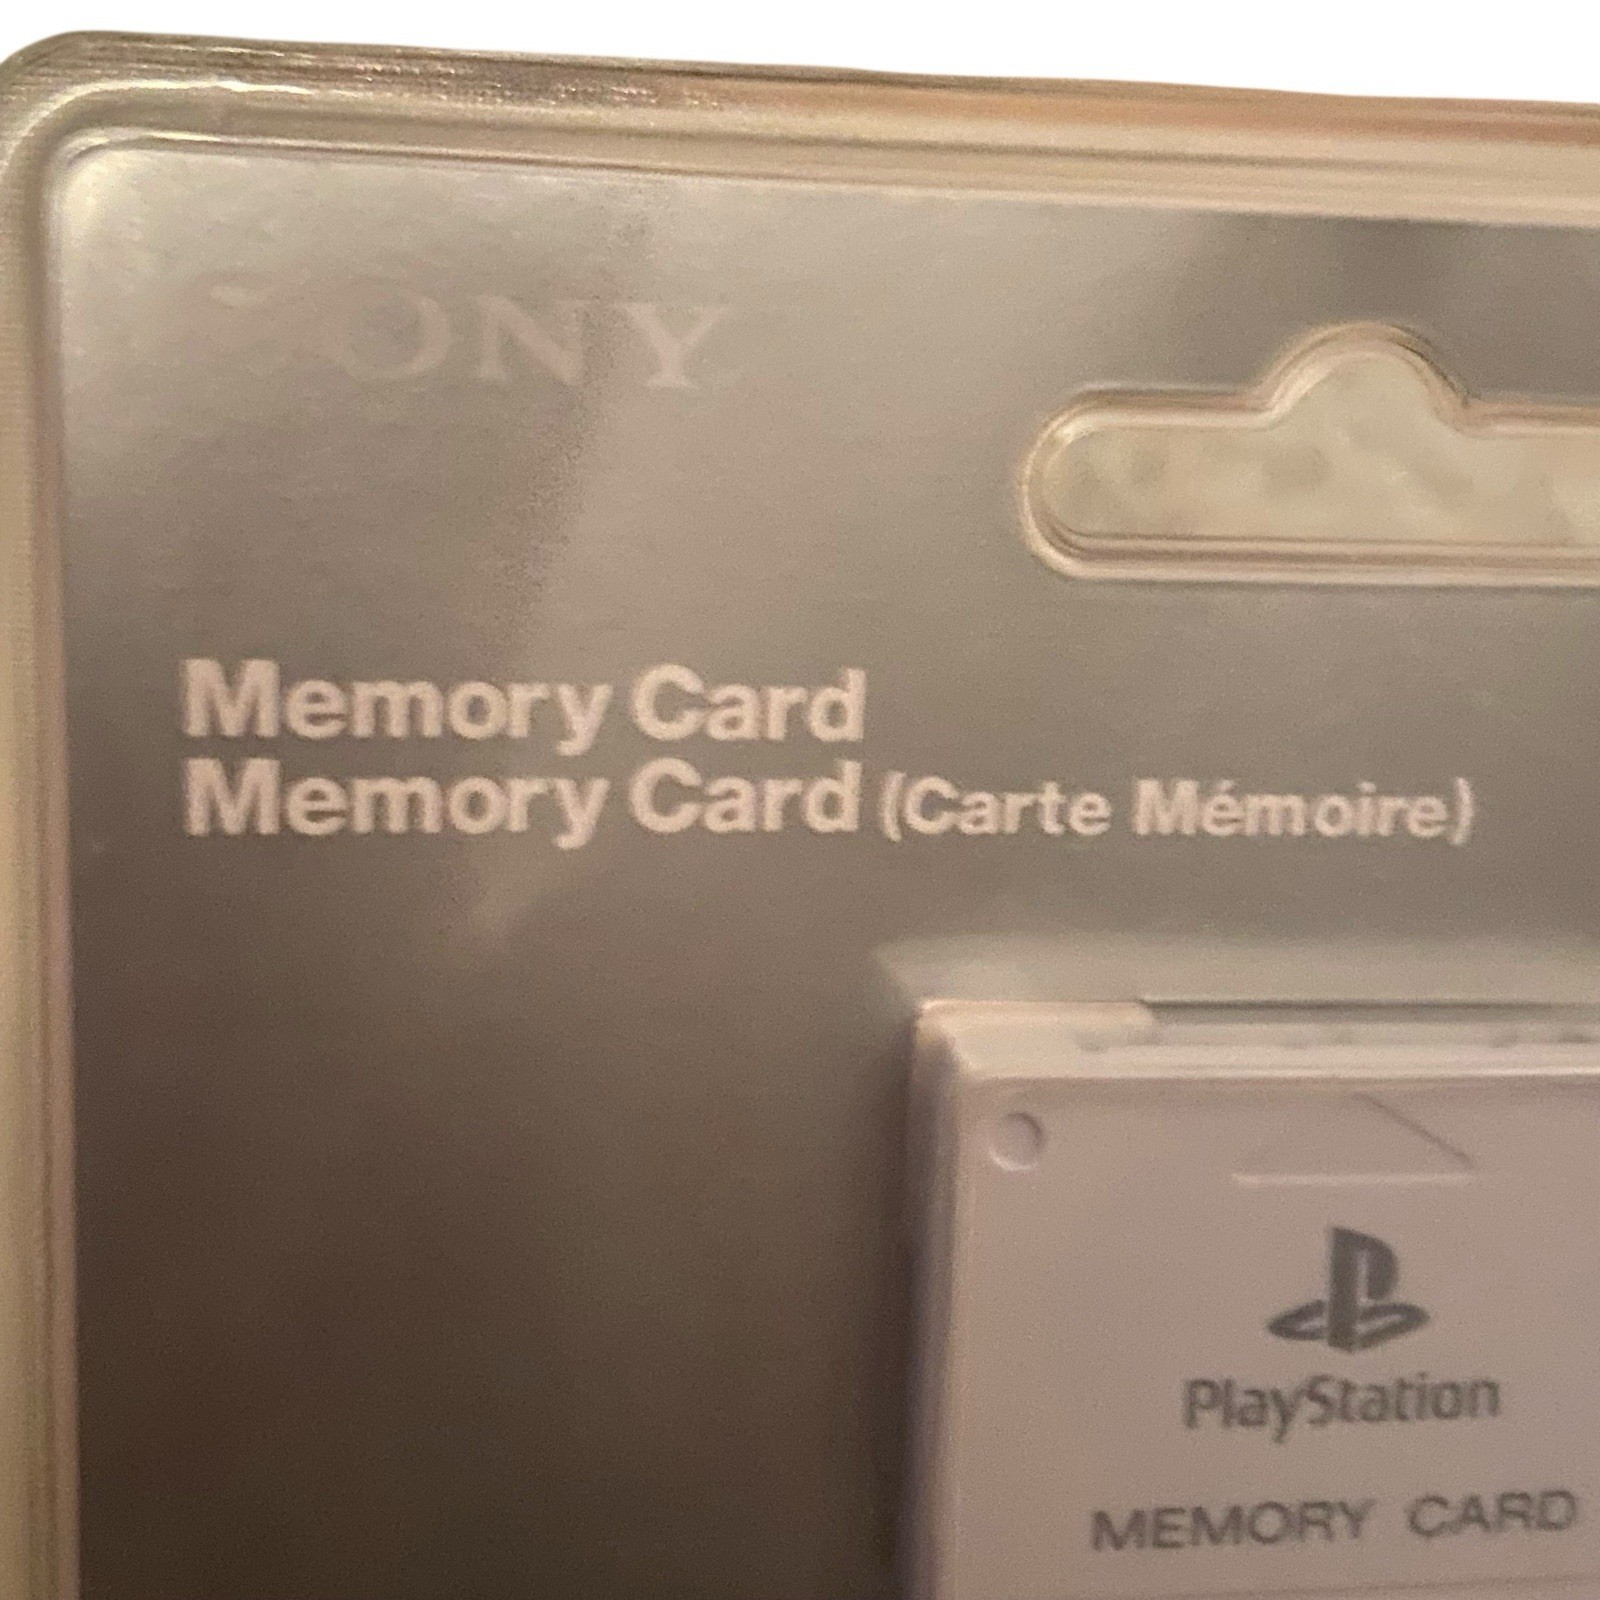 SONY
Memory Card
Memory Card (Carte Mémoire)
PlayStation
MEMORY CARD